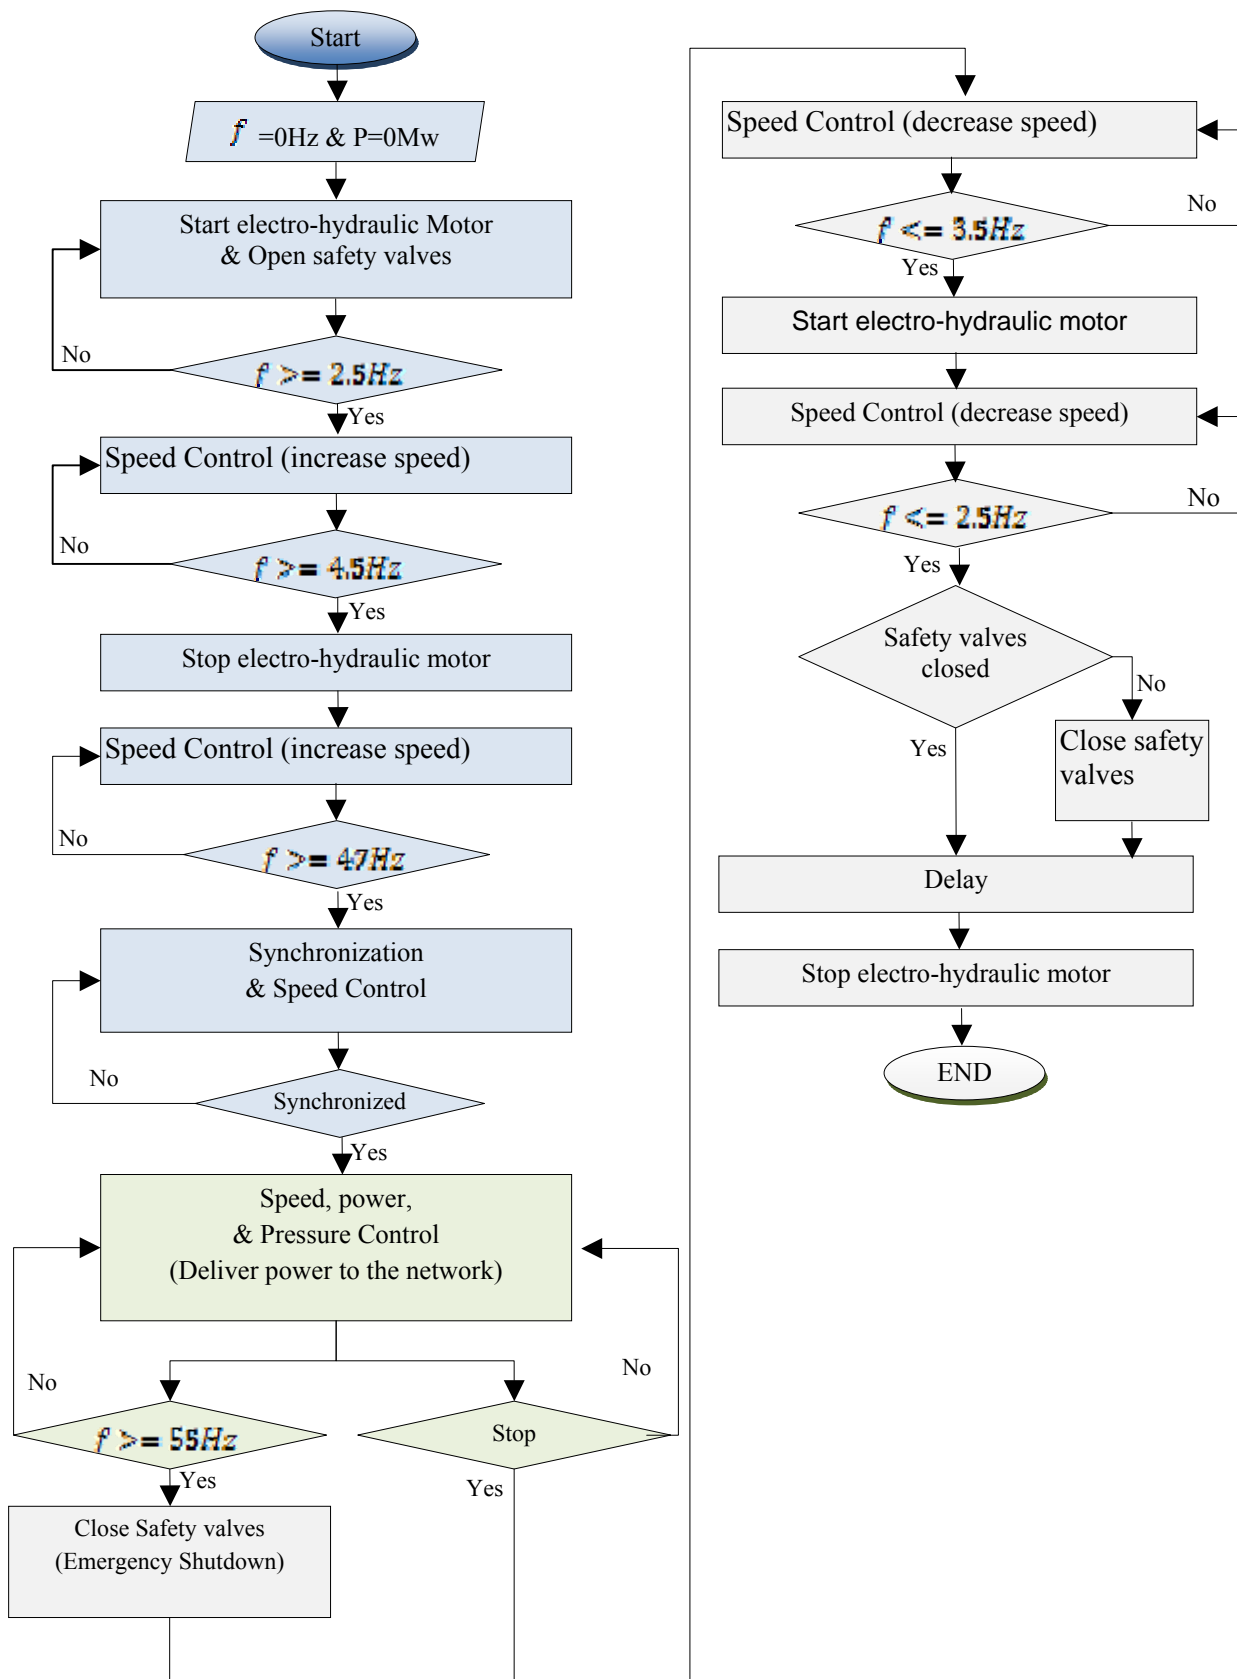 Start
f =0Hz & P=0Mw
Start electro-hydraulic Motor
& Open safety valves
No
f >= 2.5Hz
Yes
Speed Control (increase speed)
No
f >= 4.5Hz
Yes
Stop electro-hydraulic motor
Speed Control (increase speed)
No
f >= 47Hz
Yes
Synchronization
& Speed Control
No
Synchronized
Yes
Speed, power,
& Pressure Control
(Deliver power to the network)
No
No
f >= 55Hz
Stop
Yes
Yes
Close Safety valves
(Emergency Shutdown)
Speed Control (decrease speed)
No
f <= 3.5Hz
Yes
Start electro-hydraulic motor
Speed Control (decrease speed)
No
f <= 2.5Hz
Yes
Safety valves
closed
No
Yes
Close safety
valves
Delay
Stop electro-hydraulic motor
END